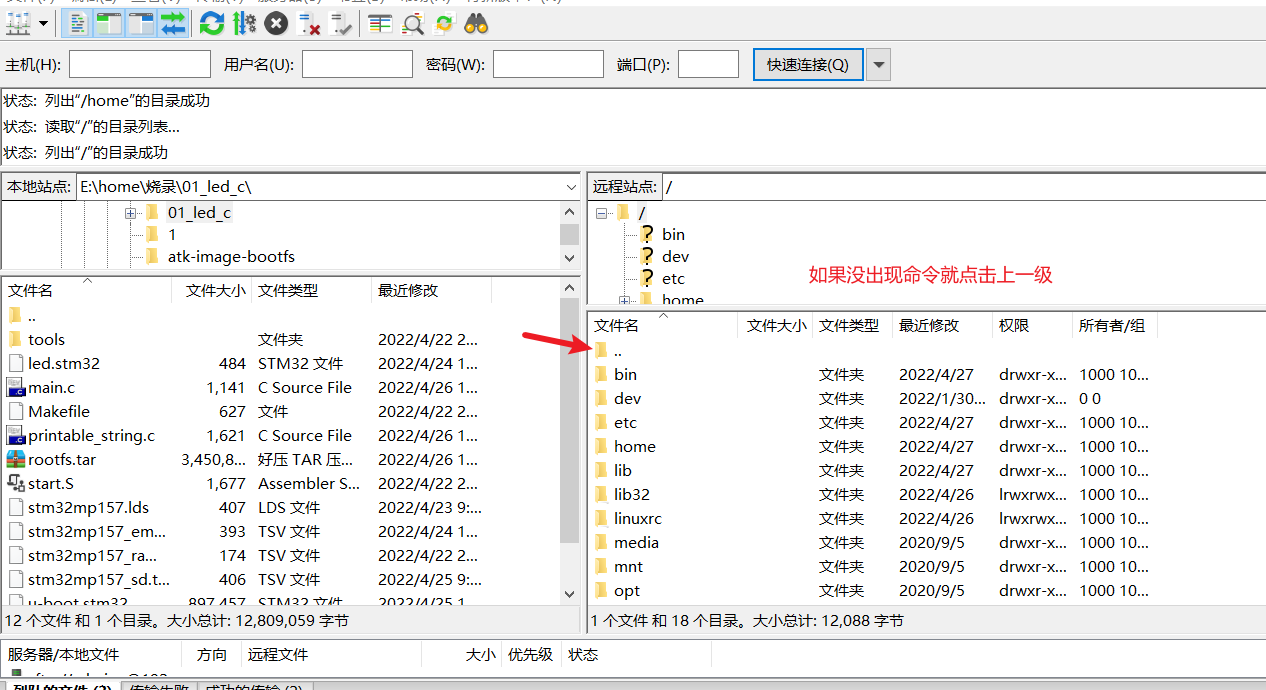 主机(H): 用户名(U): 密码(W): 端口(P): 快速连接(Q)
状态: 列出“/home”的目录成功
状态: 读取“/”的目录列表...
状态: 列出“/”的目录成功
本地站点: E:\home\烧录\01_led_c\
01_led_c
1
atk-image-bootfs
文件名 文件大小 文件类型 最近修改
..
tools 文件夹 2022/4/22 2...
led.stm32 484 STM32 文件 2022/4/24 1...
main.c 1,141 C Source File 2022/4/26 1...
Makefile 627 文件 2022/4/22 2...
printable_string.c 1,621 C Source File 2022/4/26 1...
rootfs.tar 3,450,8... 好压 TAR 压... 2022/4/26 1...
start.S 1,677 Assembler S... 2022/4/22 2...
stm32mp157.lds 407 LDS 文件 2022/4/23 9:...
stm32mp157_em... 393 TSV 文件 2022/4/24 1...
stm32mp157_ra... 174 TSV 文件 2022/4/22 2...
stm32mp157_sd.t... 406 TSV 文件 2022/4/25 9:...
u-boot.stm32 897,457 STM32 文件 2022/4/25 1...
12 个文件 和 1 个目录。大小总计: 12,809,059 字节
远程站点: /
/
bin
dev
etc
home
如果没出现命令就点击上一级
文件名 文件大小 文件类型 最近修改 权限 所有者/组
..
bin 文件夹 2022/4/27 drwxr-x... 1000 10...
dev 文件夹 2022/1/30... drwxr-x... 0 0
etc 文件夹 2022/4/27 drwxr-x... 1000 10...
home 文件夹 2022/4/27 drwxr-x... 1000 10...
lib 文件夹 2022/4/27 drwxr-x... 1000 10...
lib32 文件夹 2022/4/26 lrwxrwx... 1000 10...
linuxrc 文件夹 2022/4/26 lrwxrwx... 1000 10...
media 文件夹 2020/9/5 drwxr-x... 1000 10...
mnt 文件夹 2020/9/5 drwxr-x... 1000 10...
opt 文件夹 2020/9/5 drwxr-x... 1000 10...
1 个文件 和 18 个目录。大小总计: 12,088 字节
服务器/本地文件 方向 远程文件 大小 优先级 状态
列队的文件 (2) 传输失败 成功的传输 (2)